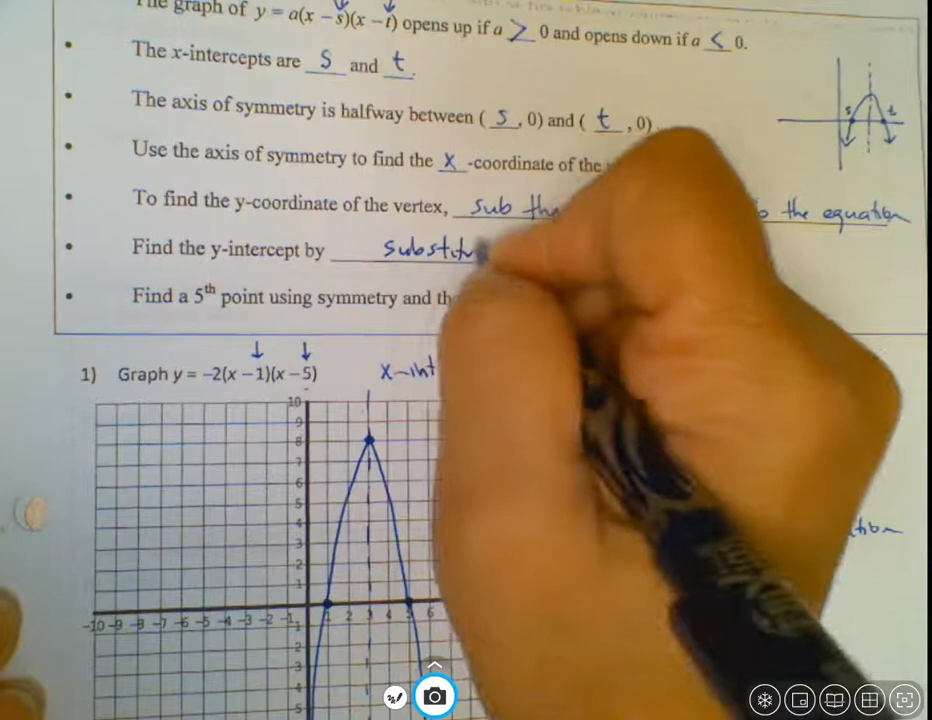 The graph of y = a(x – s)(x – t) opens up if a > 0 and opens down if a < 0.
• The x-intercepts are s and t.
• The axis of symmetry is halfway between ( s , 0) and ( t , 0)
s t
• Use the axis of symmetry to find the x -coordinate of the
• To find the y-coordinate of the vertex, sub the the equation
• Find the y-intercept by substitu
• Find a 5th point using symmetry and th
1) Graph y = –2(x – 1)(x – 5) x-int
10
9
8
7
6
5
4
3
2
1
-10 -9 -8 -7 -6 -5 -4 -3 -2 -1 1 2 3 4 5 6
2
3
4
5